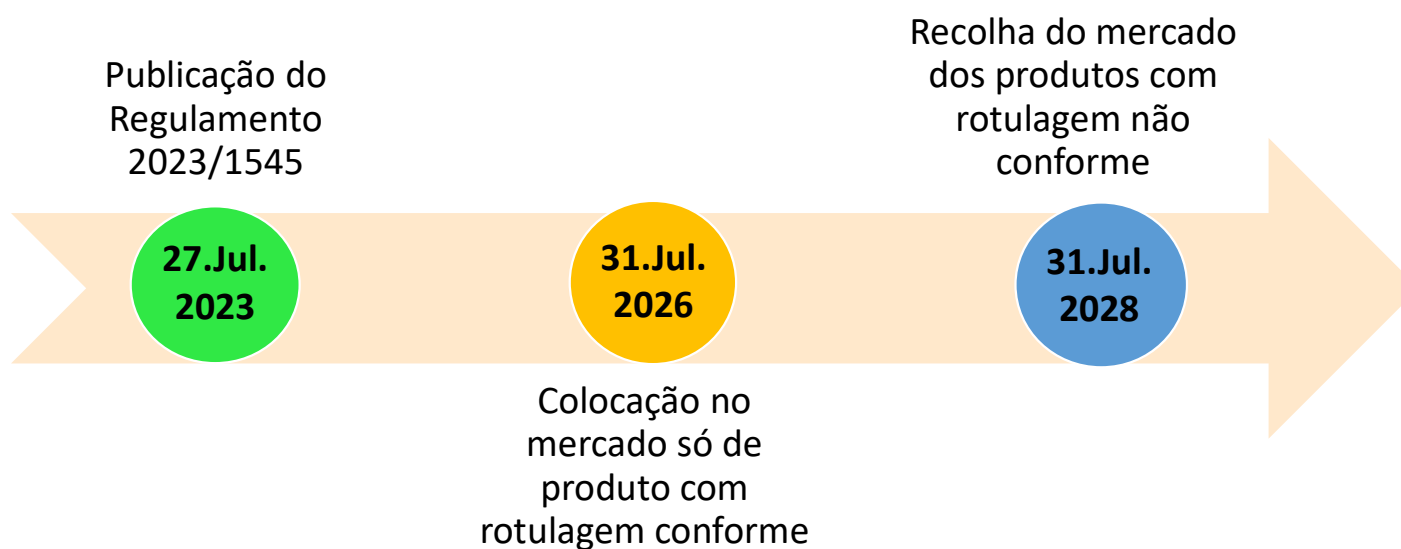 Publicação do
Regulamento
2023/1545
27.Jul.
2023
31.Jul.
2026
Colocação no
mercado só de
produto com
rotulagem conforme
Recolha do mercado
dos produtos com
rotulagem não
conforme
31.Jul.
2028